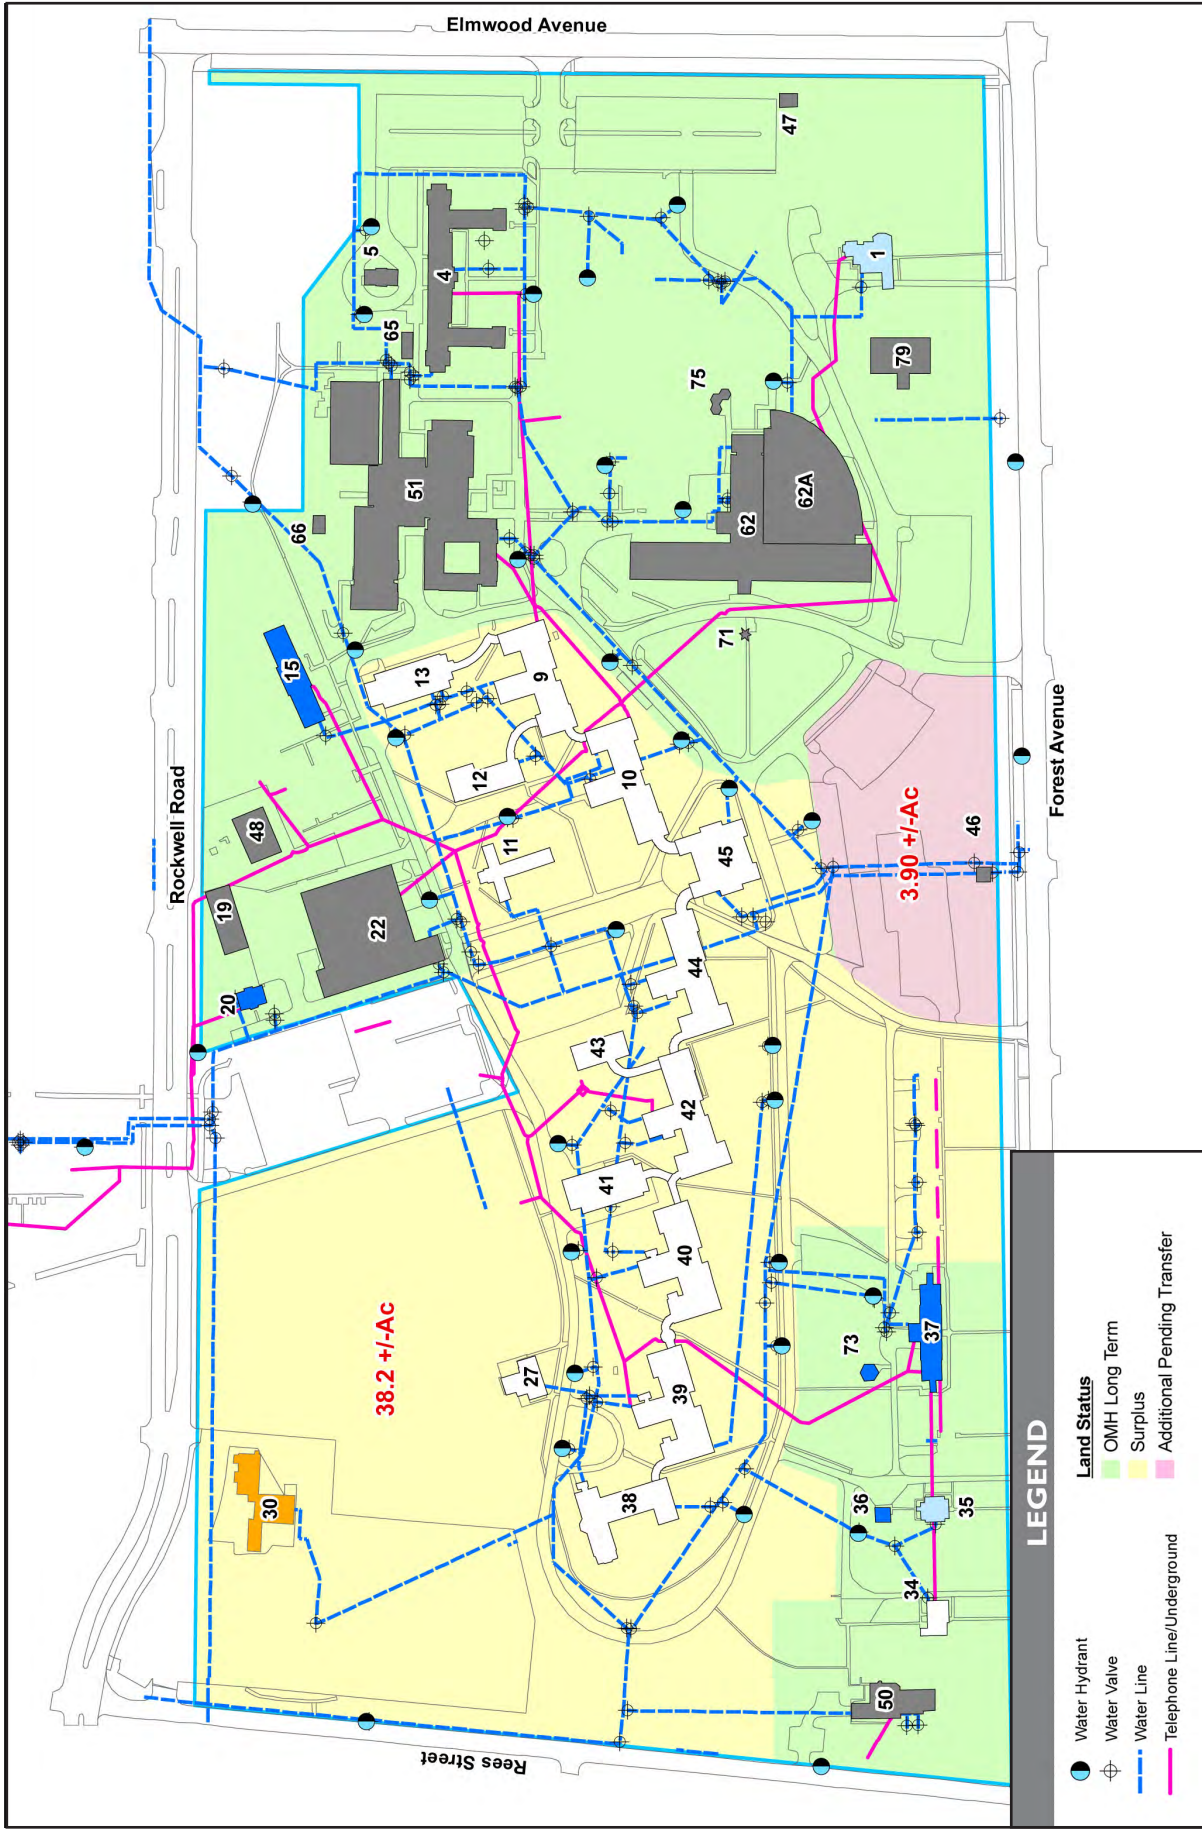 Elmwood Avenue
Rockwell Road
Forest Avenue
Rees Street
47
5
4
1
65
79
75
51
62A
62
66
71
15
13
9
12
10
48
11
45
46
3.90 +/-Ac
19
22
44
20
43
42
41
40
38.2 +/-Ac
73
37
27
39
30
38
36
35
34
50
LEGEND
Water Hydrant
Water Valve
Water Line
Telephone Line/Underground
Land Status
OMH Long Term
Surplus
Additional Pending Transfer